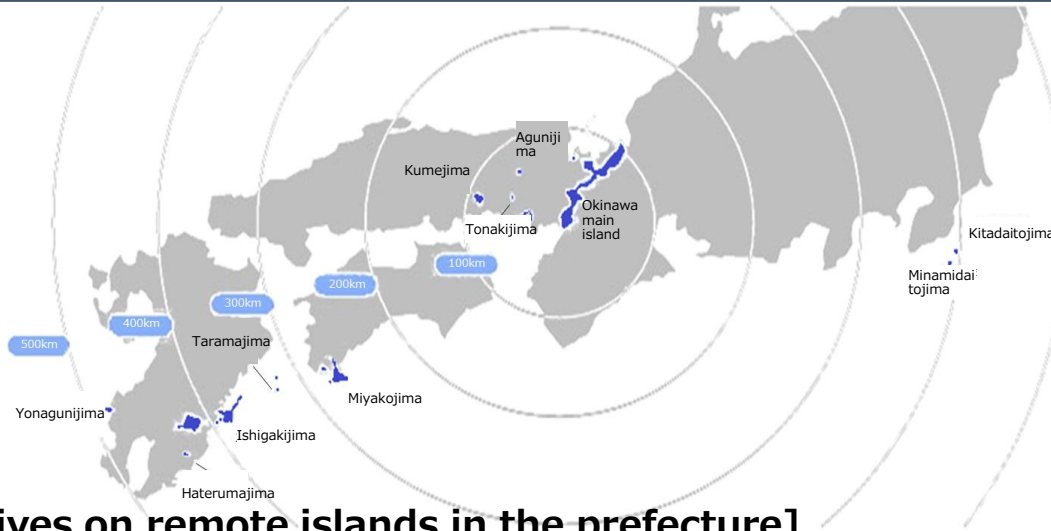 Aguniji
ma
Kumejima
Okinawa
main
island
Tonakijima
Kitadaitojima
100km
Minamidai
tojima
200km
300km
400km
Taramajima
500km
Miyakojima
Yonagunijima
Ishigakijima
Haterumajima
ives on remote islands in the prefecture]